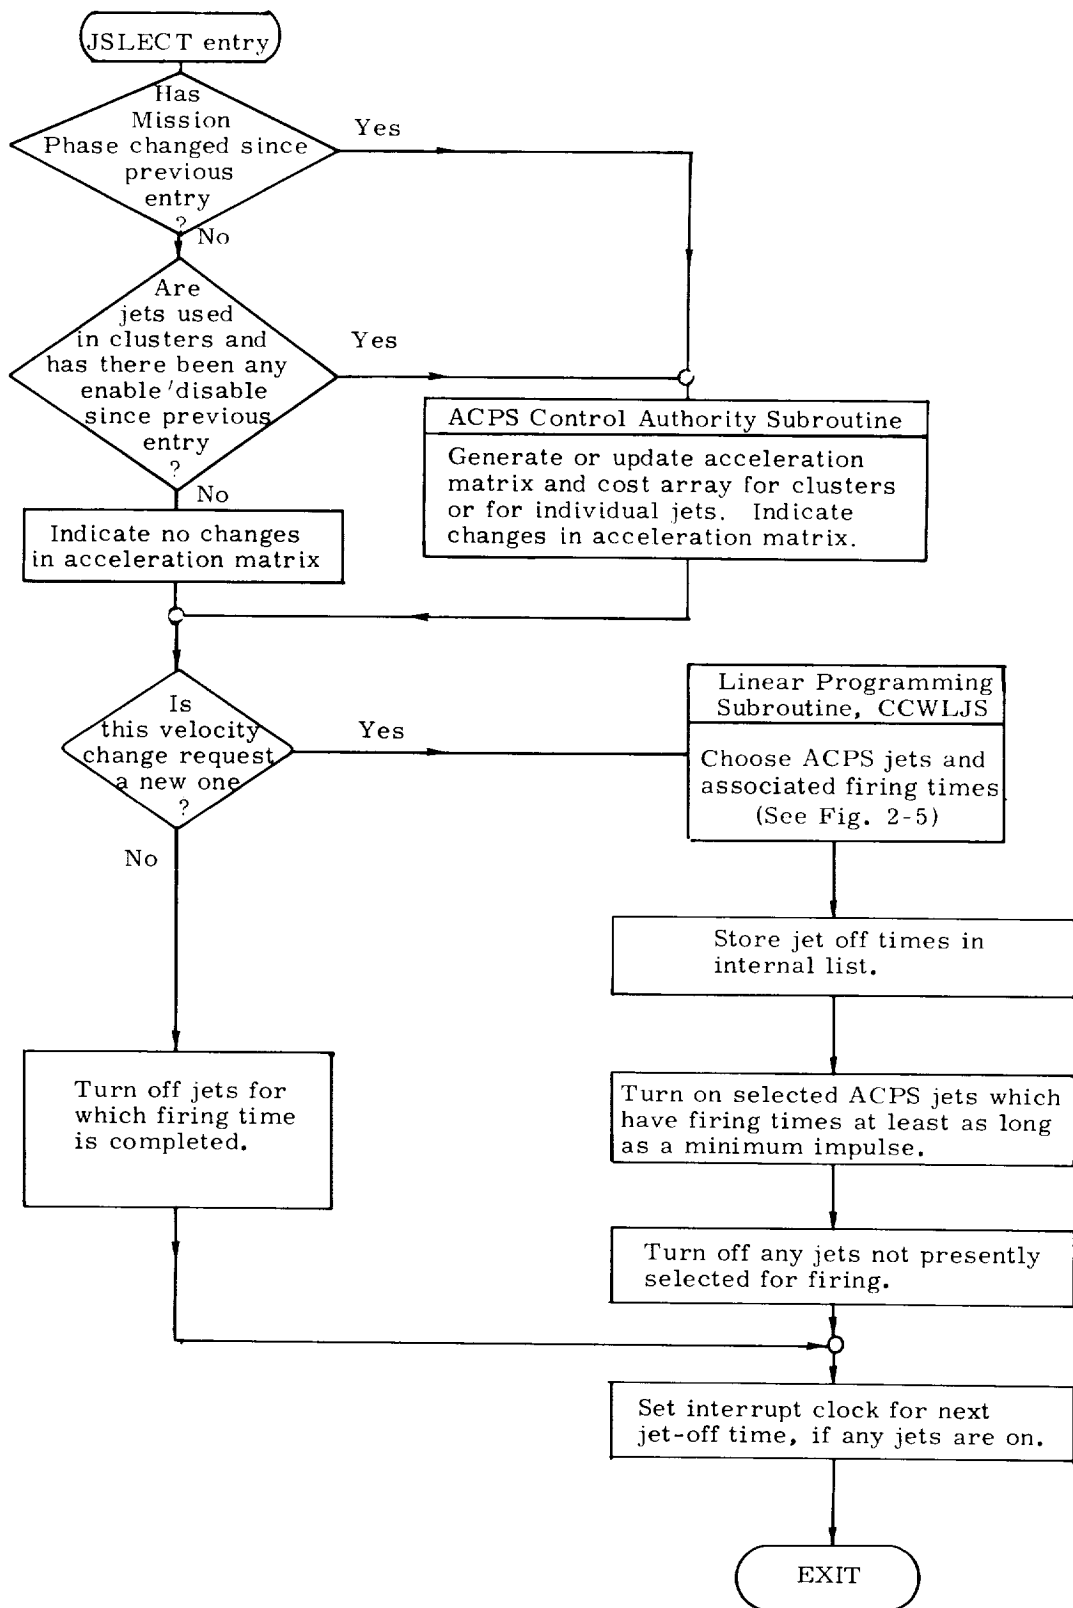 JSLECT entry
Has
Mission
Phase changed since
previous
entry
?
Yes
No
Are
jets used
in clusters and
has there been any
enable/disable
since previous
entry
?
Yes
No
ACPS Control Authority Subroutine
Generate or update acceleration
matrix and cost array for clusters
or for individual jets. Indicate
changes in acceleration matrix.
Indicate no changes
in acceleration matrix
Is
this velocity
change request
a new one
?
Yes
No
Linear Programming
Subroutine, CCWLJS
Choose ACPS jets and
associated firing times
(See Fig. 2-5)
Store jet off times in
internal list.
Turn off jets for
which firing time
is completed.
Turn on selected ACPS jets which
have firing times at least as long
as a minimum impulse.
Turn off any jets not presently
selected for firing.
Set interrupt clock for next
jet-off time, if any jets are on.
EXIT